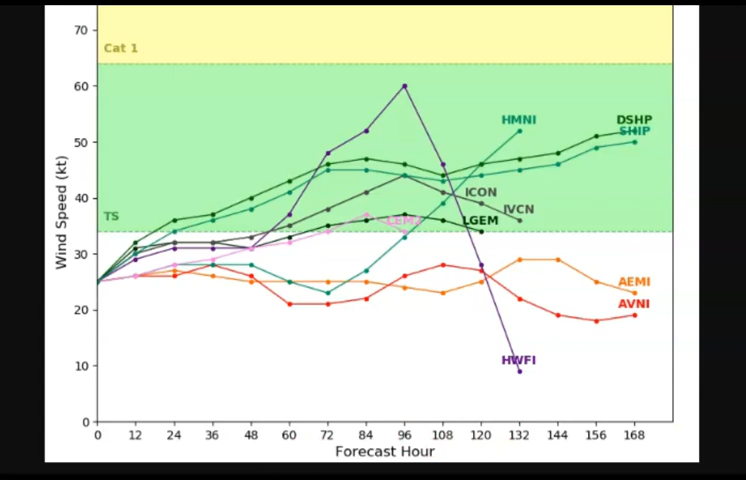 70
Cat 1
60
HMNI
DSHP
SHIP
50
Wind Speed (kt)
40
ICON
IVCN
TS
CEM2
LGEM
30
AEMI
20
AVNI
10
HWFI
0
0 12 24 36 48 60 72 84 96 108 120 132 144 156 168
Forecast Hour